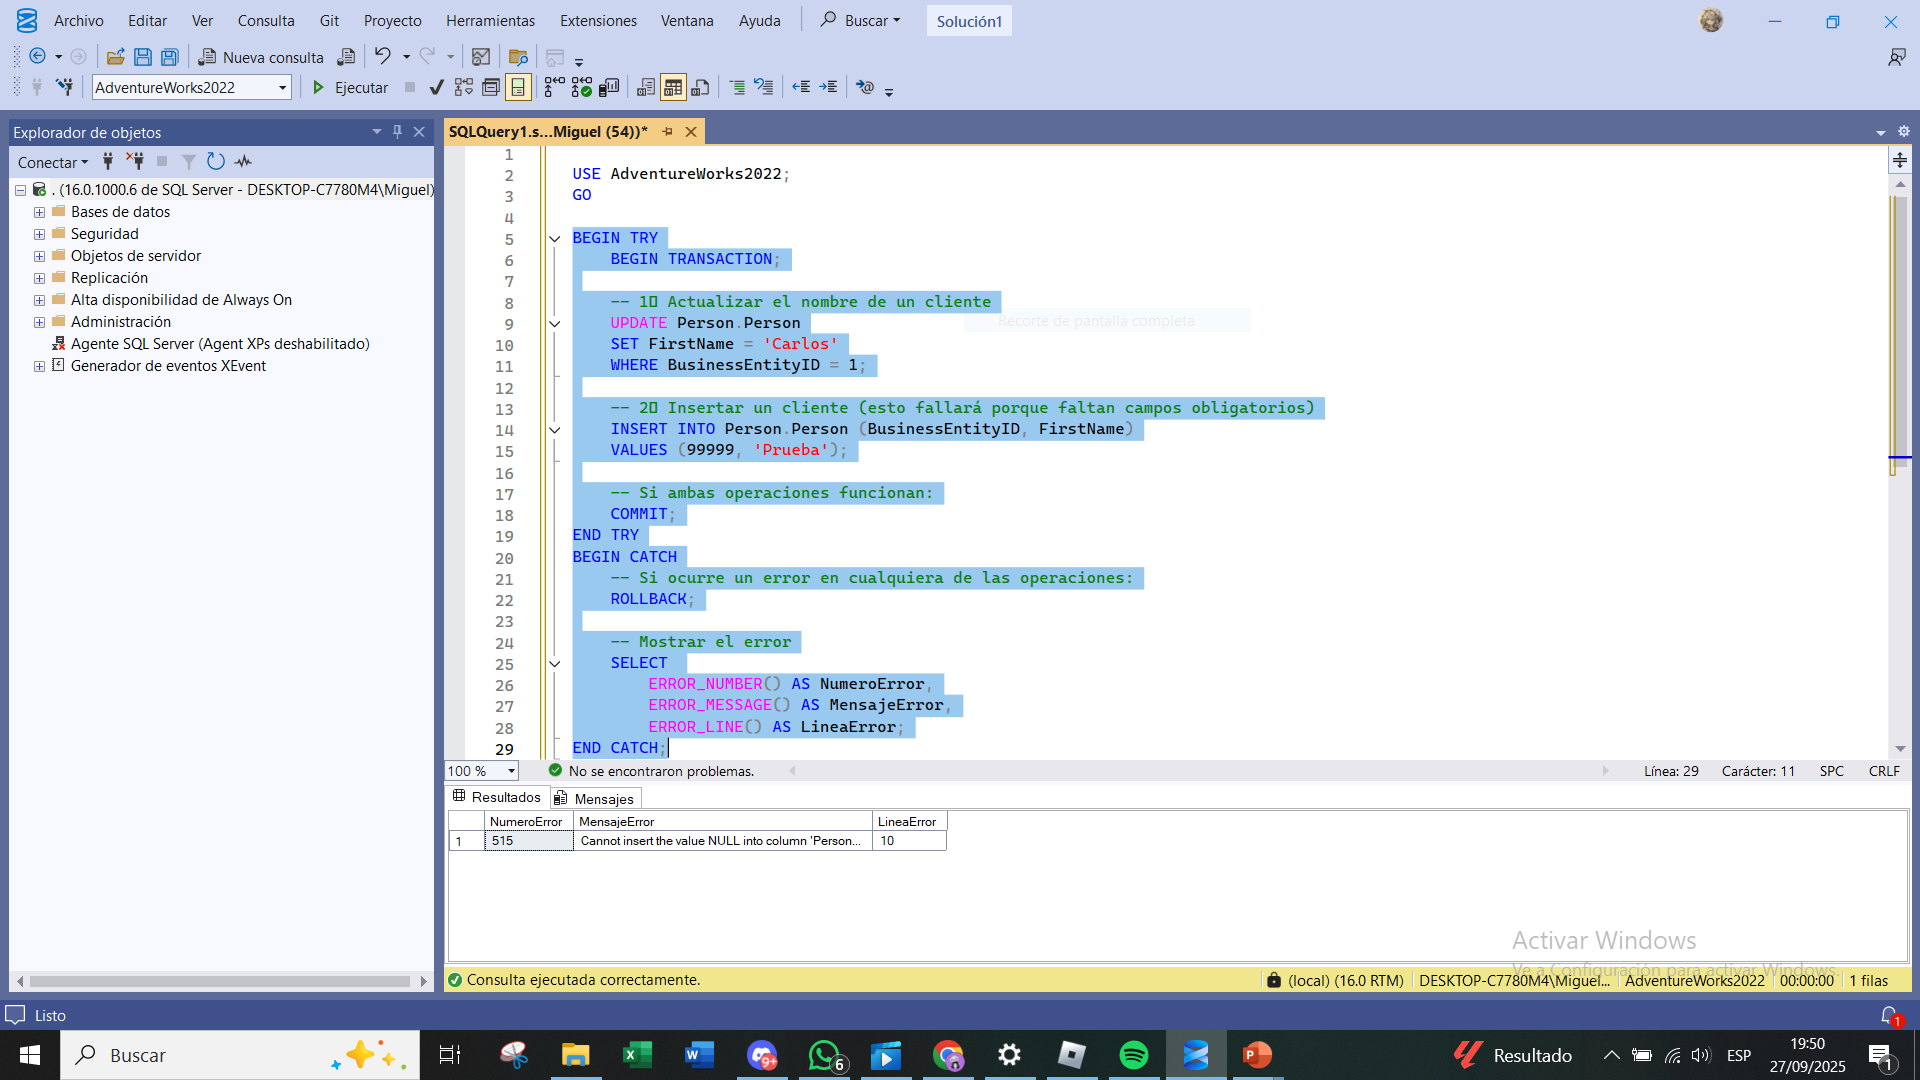 Archivo Editar Ver Consulta Git Proyecto Herramientas Extensiones Ventana Ayuda Buscar Solución1
Nueva consulta
AdventureWorks2022 Ejecutar
Explorador de objetos
Conectar
. (16.0.1000.6 de SQL Server - DESKTOP-C7780M4\Miguel)
Bases de datos
Seguridad
Objetos de servidor
Replicación
Alta disponibilidad de Always On
Administración
Agente SQL Server (Agent XPs deshabilitado)
Generador de eventos XEvent
SQLQuery1.s...Miguel (54))*
1
2 USE AdventureWorks2022;
3 GO
4
5 BEGIN TRY
6 BEGIN TRANSACTION;
7
8 -- 1 Actualizar el nombre de un cliente
9 UPDATE Person.Person
10 SET FirstName = 'Carlos'
11 WHERE BusinessEntityID = 1;
12
13 -- 2 Insertar un cliente (esto fallará porque faltan campos obligatorios)
14 INSERT INTO Person.Person (BusinessEntityID, FirstName)
15 VALUES (99999, 'Prueba');
16
17 -- Si ambas operaciones funcionan:
18 COMMIT;
19 END TRY
20 BEGIN CATCH
21 -- Si ocurre un error en cualquiera de las operaciones:
22 ROLLBACK;
23
24 -- Mostrar el error
25 SELECT
26 ERROR_NUMBER() AS NumeroError,
27 ERROR_MESSAGE() AS MensajeError,
28 ERROR_LINE() AS LineaError;
29 END CATCH;
Recorte de pantalla completa
100 % No se encontraron problemas. Línea: 29 Carácter: 11 SPC CRLF
Resultados Mensajes
NumeroError MensajeError LineaError
1 515 Cannot insert the value NULL into column 'Person... 10
Activar Windows
Ve a Configuración para activar Windows.
Consulta ejecutada correctamente. (local) (16.0 RTM) DESKTOP-C7780M4\Miguel... AdventureWorks2022 00:00:00 1 filas
Listo 1
Buscar 6 Resultado ESP 19:50
27/09/2025 1